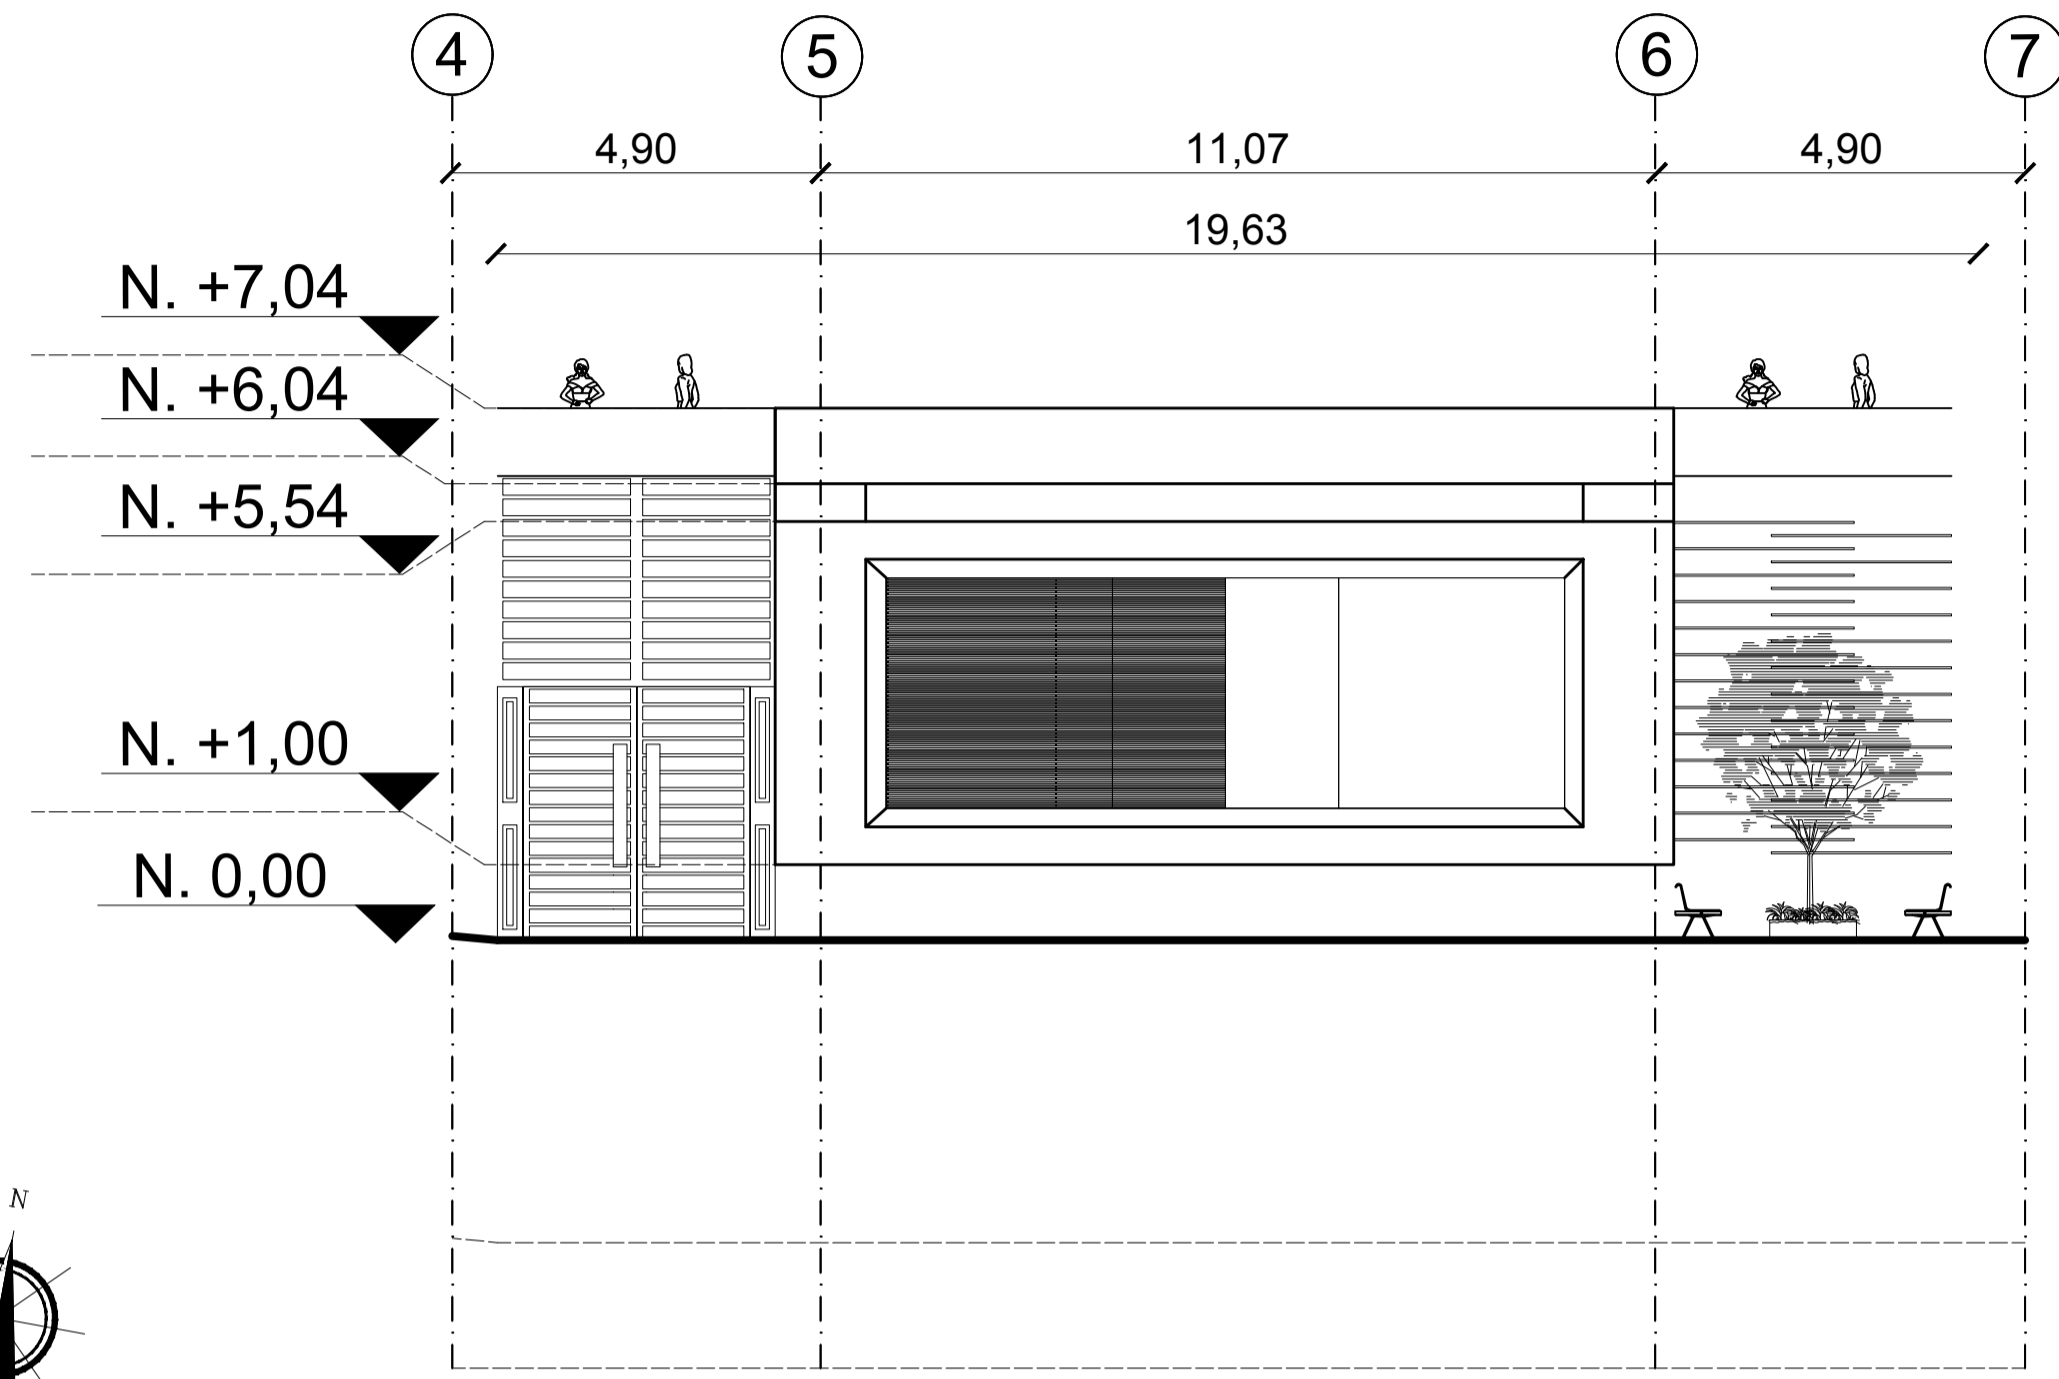 4 5 6 7
4,90 11,07 4,90
19,63
N. +7,04
N. +6,04
N. +5,54
N. +1,00
N. 0,00
N